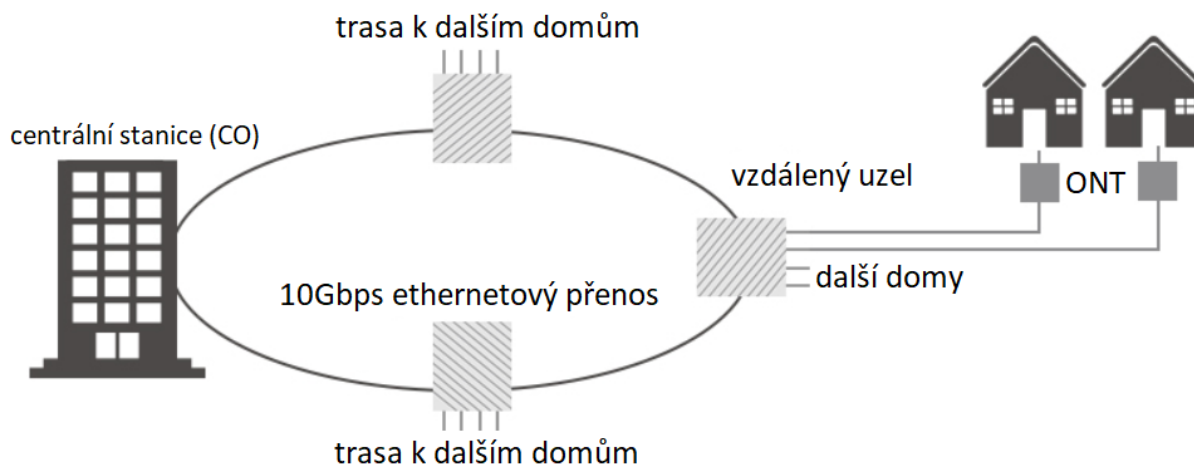 trasa k dalším domům
centrální stanice (CO)
vzdálený uzel
ONT
další domy
10Gbps ethernetový přenos
trasa k dalším domům